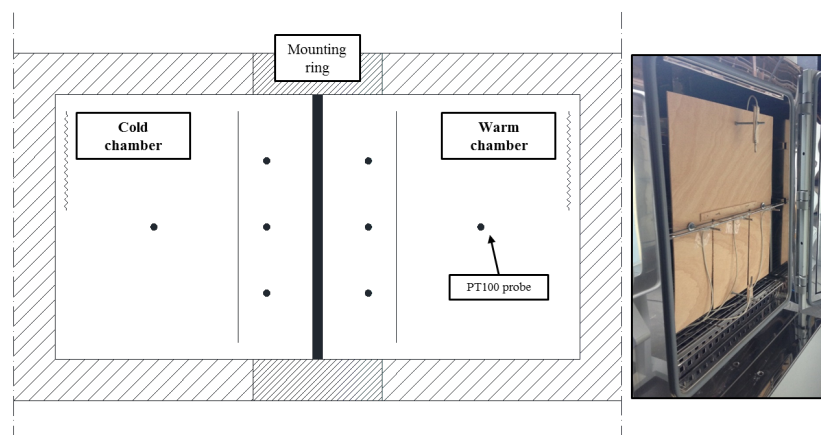 Mounting
ring
Cold
chamber
Warm
chamber
PT100 probe